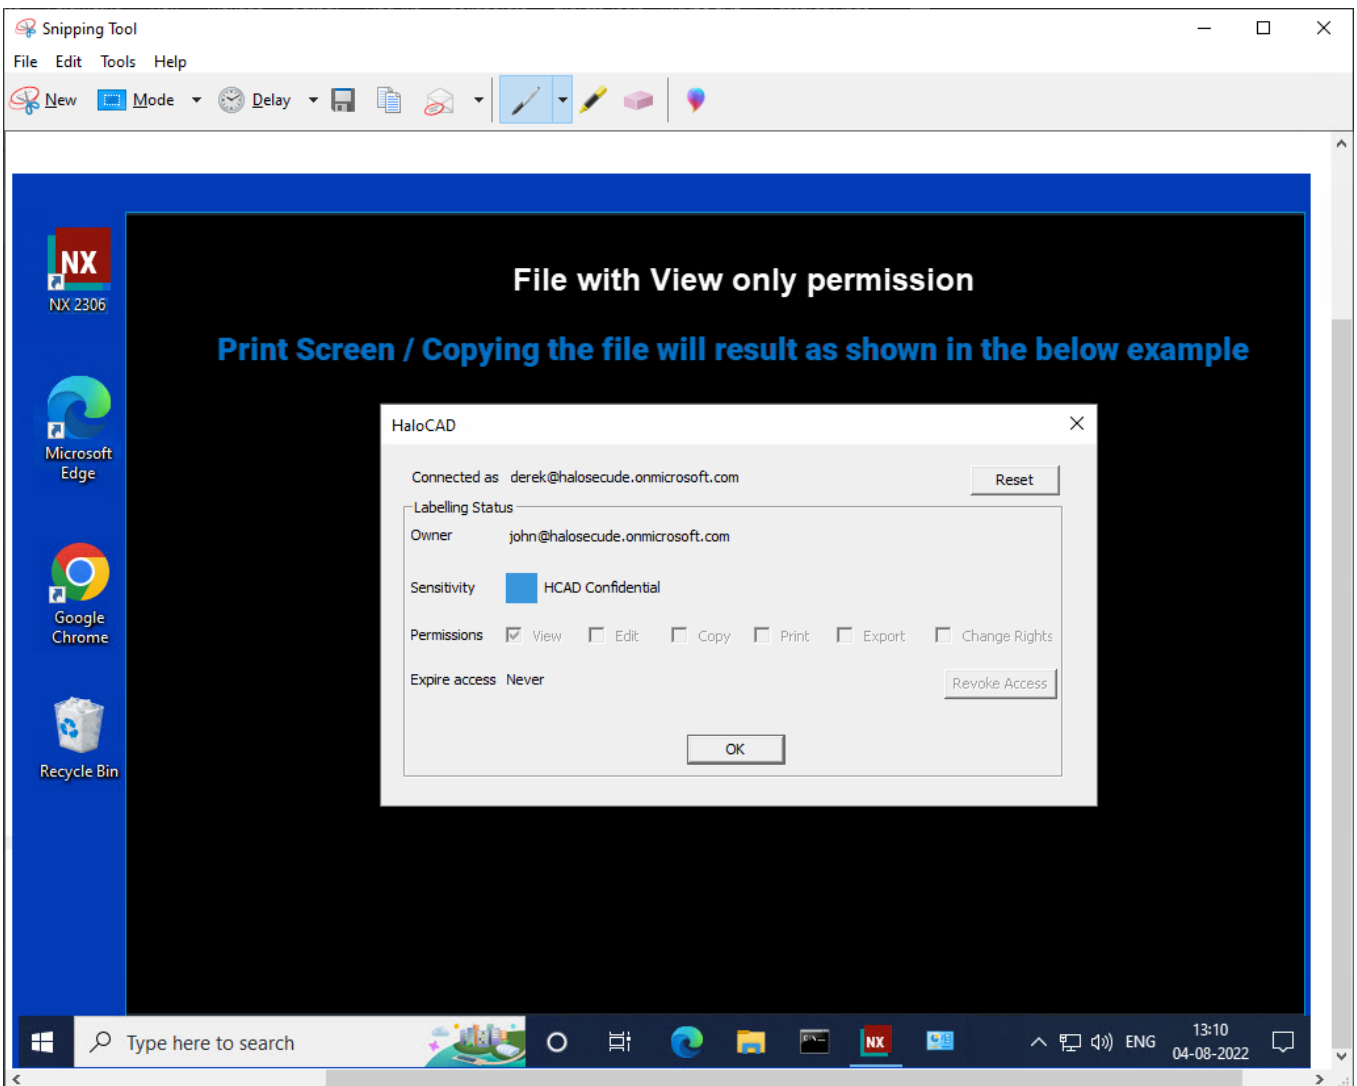 Snipping Tool
File Edit Tools Help
New Mode Delay
File with View only permission
Print Screen / Copying the file will result as shown in the below example
NX
NX 2306
Microsoft
Edge
Google
Chrome
Recycle Bin
HaloCAD
Connected as derek@halosecude.onmicrosoft.com Reset
Labelling Status
Owner john@halosecude.onmicrosoft.com
Sensitivity HCAD Confidential
Permissions View Edit Copy Print Export Change Rights
Expire access Never Revoke Access
OK
Type here to search NX ENG 13:10
04-08-2022